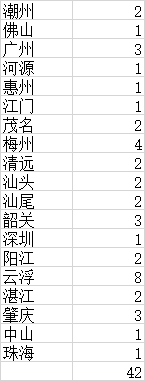 潮州 2
佛山 1
广州 3
河源 1
惠州 1
江门 1
茂名 2
梅州 4
清远 2
汕头 2
汕尾 2
韶关 3
深圳 1
阳江 2
云浮 8
湛江 2
肇庆 3
中山 1
珠海 1
42